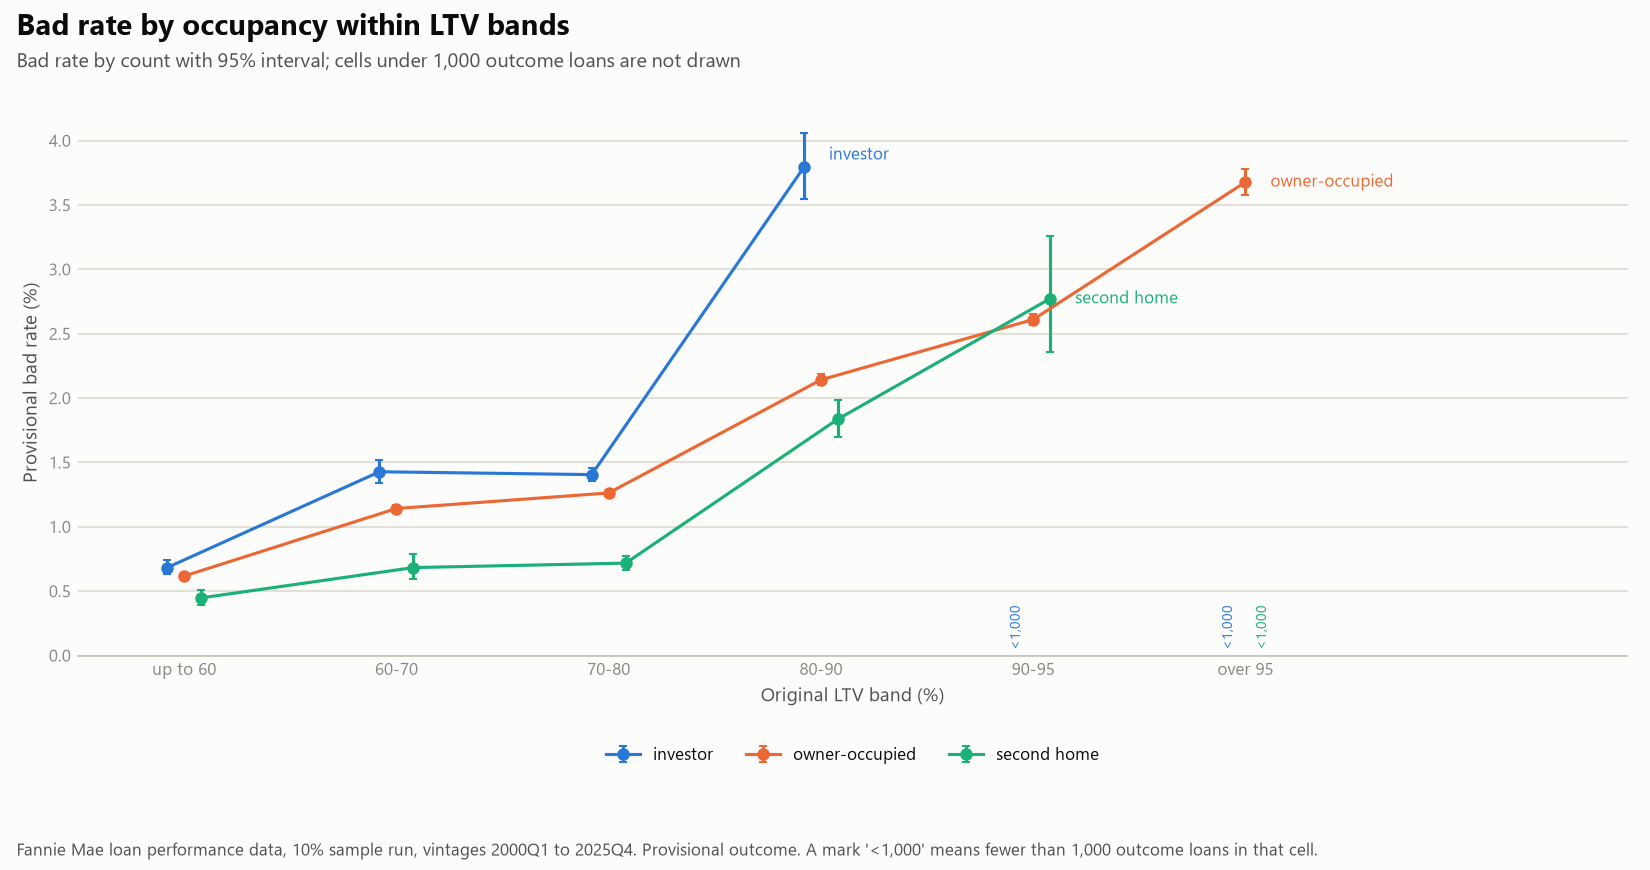 Bad rate by occupancy within LTV bands
Bad rate by count with 95% interval; cells under 1,000 outcome loans are not drawn
Provisional bad rate (%)
4.0
3.5
3.0
2.5
2.0
1.5
1.0
0.5
0.0
investor
owner-occupied
second home
<1,000
<1,000
<1,000
up to 60
60-70
70-80
80-90
90-95
over 95
Original LTV band (%)
investor
owner-occupied
second home
Fannie Mae loan performance data, 10% sample run, vintages 2000Q1 to 2025Q4. Provisional outcome. A mark '<1,000' means fewer than 1,000 outcome loans in that cell.